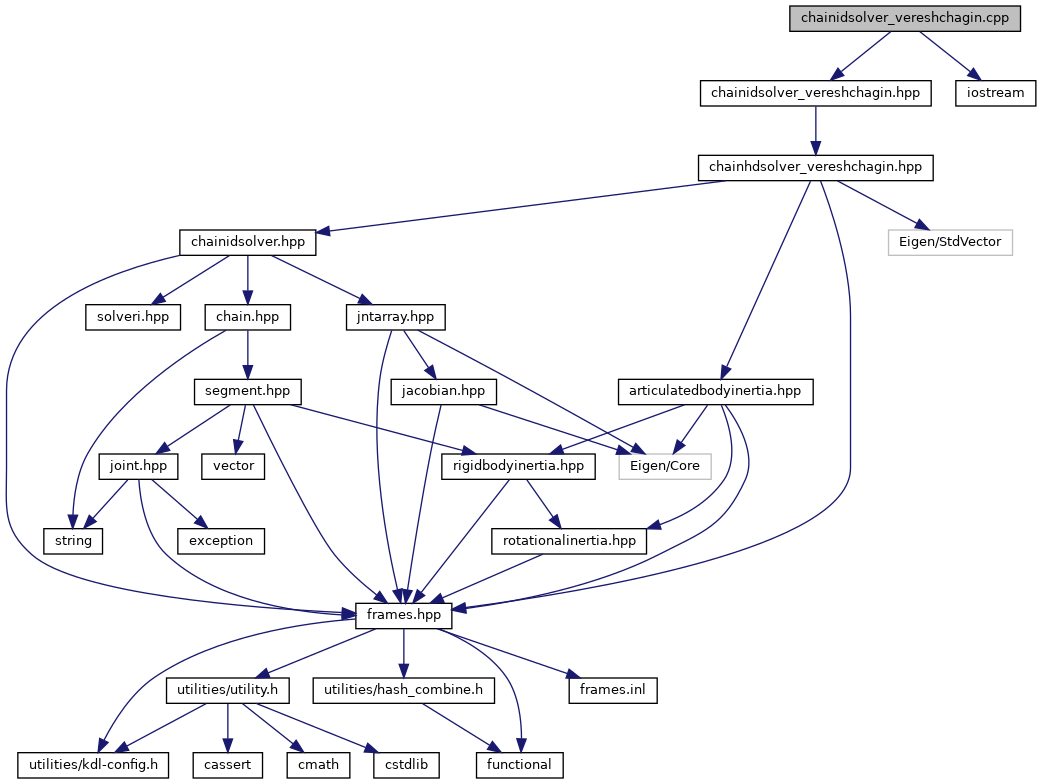 chainidsolver_vereshchagin.cpp
chainidsolver_vereshchagin.hpp
iostream
chainhdsolver_vereshchagin.hpp
chainidsolver.hpp
Eigen/StdVector
solveri.hpp
chain.hpp
jntarray.hpp
segment.hpp
jacobian.hpp
articulatedbodyinertia.hpp
joint.hpp
vector
rigidbodyinertia.hpp
Eigen/Core
string
exception
rotationalinertia.hpp
frames.hpp
utilities/utility.h
utilities/hash_combine.h
frames.inl
utilities/kdl-config.h
cassert
cmath
cstdlib
functional